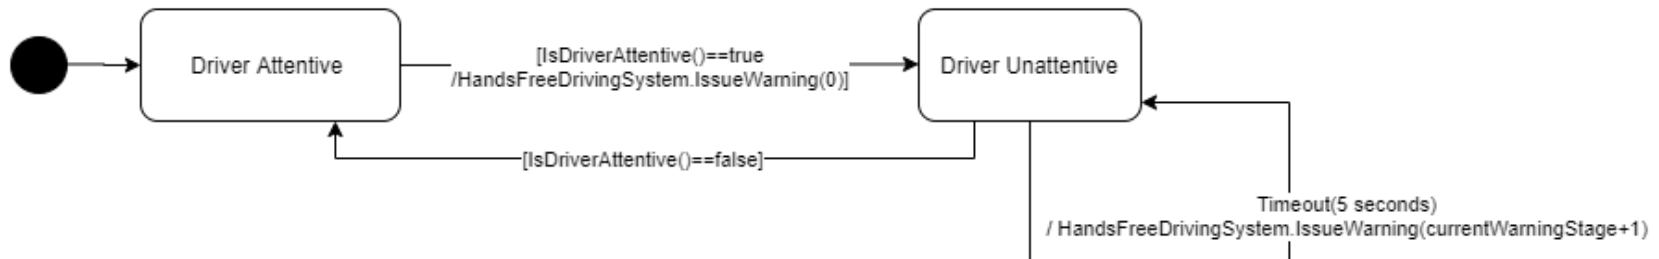 Driver Attentive
[IsDriverAttentive()==true
/HandsFreeDrivingSystem.IssueWarning(0)]
Driver Unattentive
[IsDriverAttentive()==false]
Timeout(5 seconds)
/ HandsFreeDrivingSystem.IssueWarning(currentWarningStage+1)